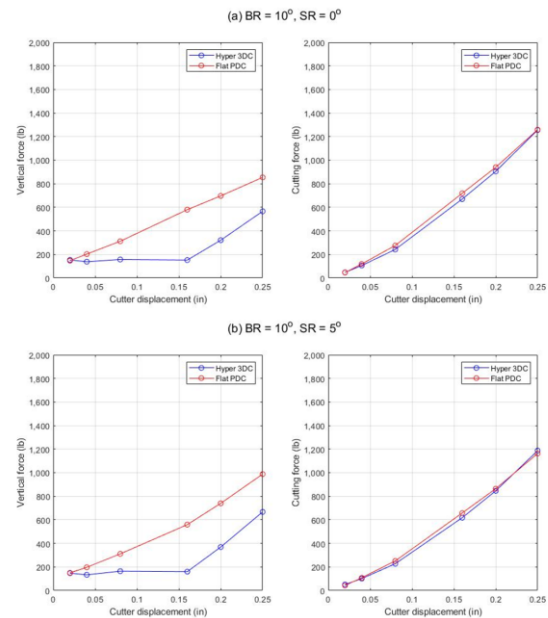 (a) BR = 10°, SR = 0°
2,000
1,800
1,600
1,400
1,200
1,000
800
600
400
200
0
Vertical force (lb)
Hyper 3DC
Flat PDC
0 0.05 0.1 0.15 0.2 0.25
Cutter displacement (in)
2,000
1,800
1,600
1,400
1,200
1,000
800
600
400
200
0
Cutting force (lb)
Hyper 3DC
Flat PDC
0 0.05 0.1 0.15 0.2 0.25
Cutter displacement (in)
(b) BR = 10°, SR = 5°
2,000
1,800
1,600
1,400
1,200
1,000
800
600
400
200
0
Vertical force (lb)
Hyper 3DC
Flat PDC
0 0.05 0.1 0.15 0.2 0.25
Cutter displacement (in)
2,000
1,800
1,600
1,400
1,200
1,000
800
600
400
200
0
Cutting force (lb)
Hyper 3DC
Flat PDC
0 0.05 0.1 0.15 0.2 0.25
Cutter displacement (in)